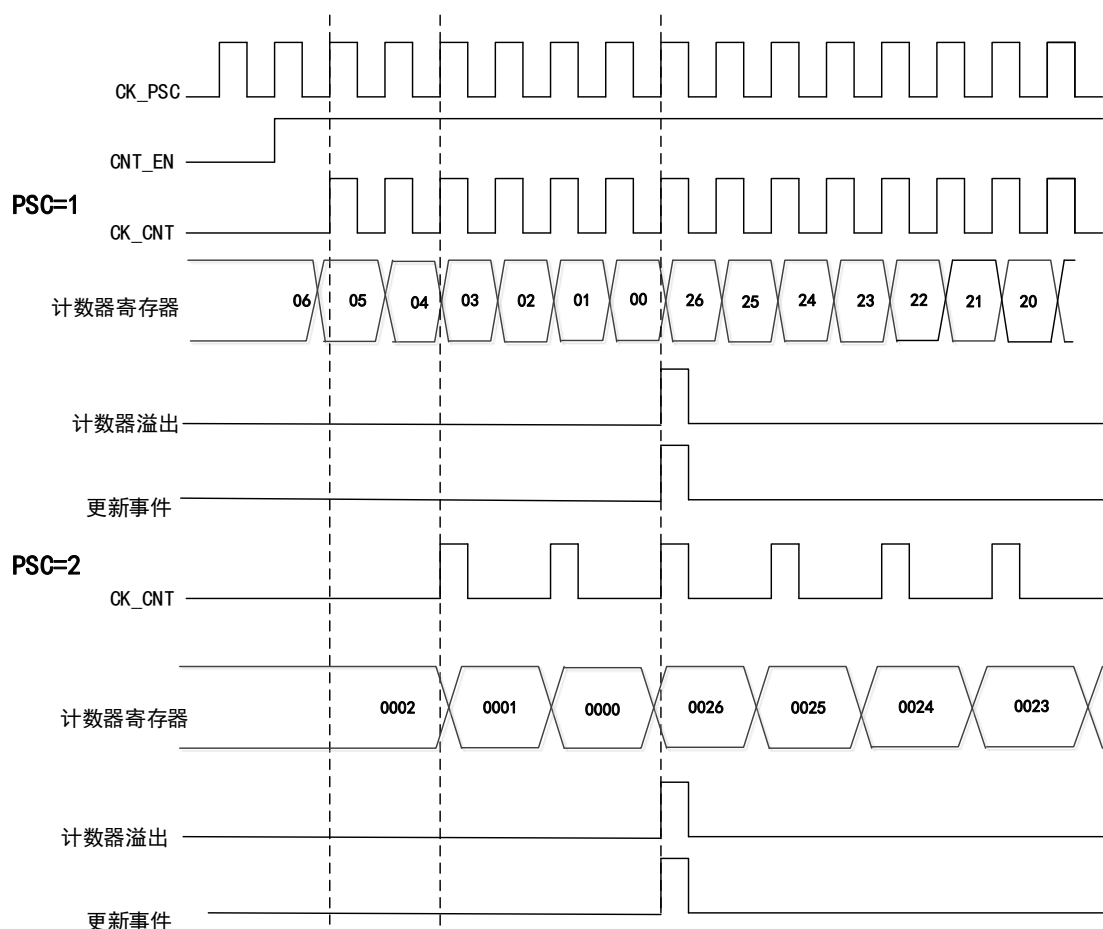 CK_PSC
CNT_EN
PSC=1
CK_CNT
计数器寄存器 06 05 04 03 02 01 00 26 25 24 23 22 21 20
计数器溢出
更新事件
PSC=2
CK_CNT
计数器寄存器 0002 0001 0000 0026 0025 0024 0023
计数器溢出
更新事件